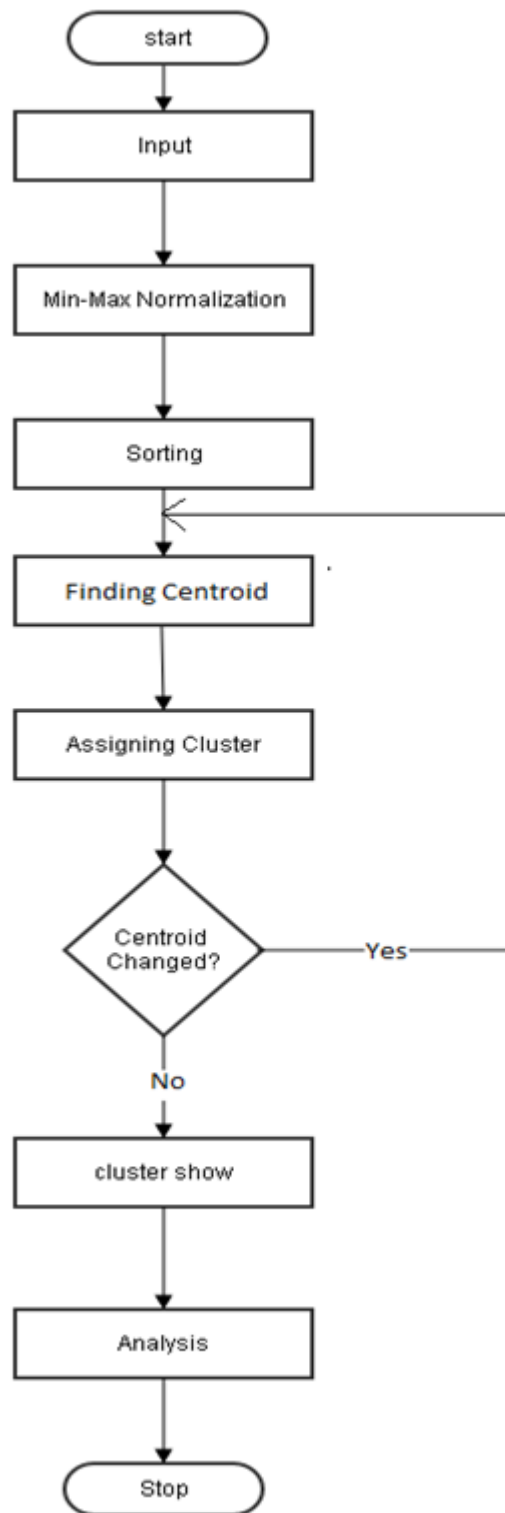 start
Input
Min-Max Normalization
Sorting
Finding Centroid
Assigning Cluster
Centroid
Changed?
Yes
No
cluster show
Analysis
Stop